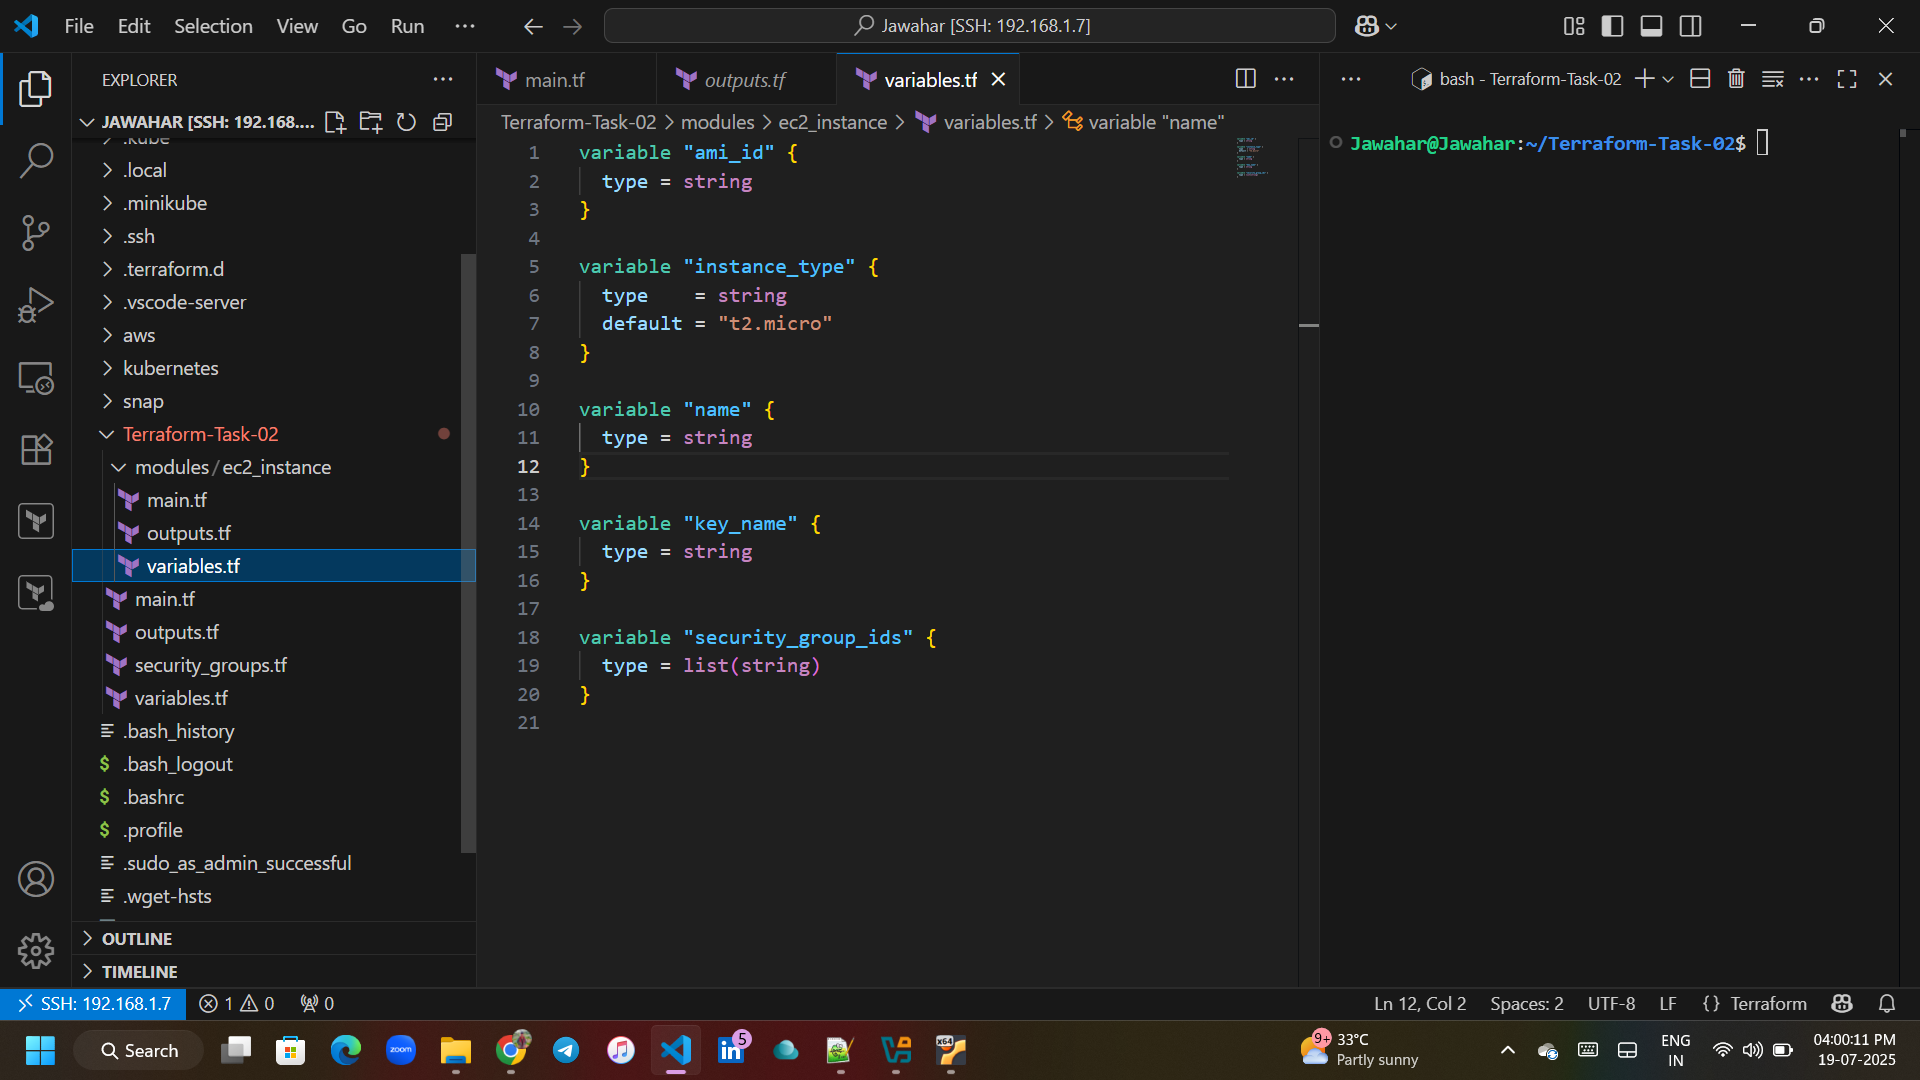 File Edit Selection View Go Run
Jawahar [SSH: 192.168.1.7]
EXPLORER
JAWAHAR [SSH: 192.168....
.kube
.local
.minikube
.ssh
.terraform.d
.vscode-server
aws
kubernetes
snap
Terraform-Task-02
modules/ec2_instance
main.tf
outputs.tf
variables.tf
main.tf
outputs.tf
security_groups.tf
variables.tf
.bash_history
$ .bash_logout
$ .bashrc
$ .profile
.sudo_as_admin_successful
.wget-hsts
OUTLINE
TIMELINE
main.tf
outputs.tf
variables.tf
Terraform-Task-02 > modules > ec2_instance > variables.tf > variable "name"
1 variable "ami_id" {
2 type = string
3 }
4
5 variable "instance_type" {
6 type    = string
7 default = "t2.micro"
8 }
9
10 variable "name" {
11 type = string
12 }
13
14 variable "key_name" {
15 type = string
16 }
17
18 variable "security_group_ids" {
19 type = list(string)
20 }
21
bash - Terraform-Task-02
Jawahar@Jawahar:~/Terraform-Task-02$
SSH: 192.168.1.7
1 0
0
Ln 12, Col 2
Spaces: 2
UTF-8
LF
{} Terraform
Search
zoom
5
X64
9+
33°C
Partly sunny
ENG
IN
04:00:11 PM
19-07-2025